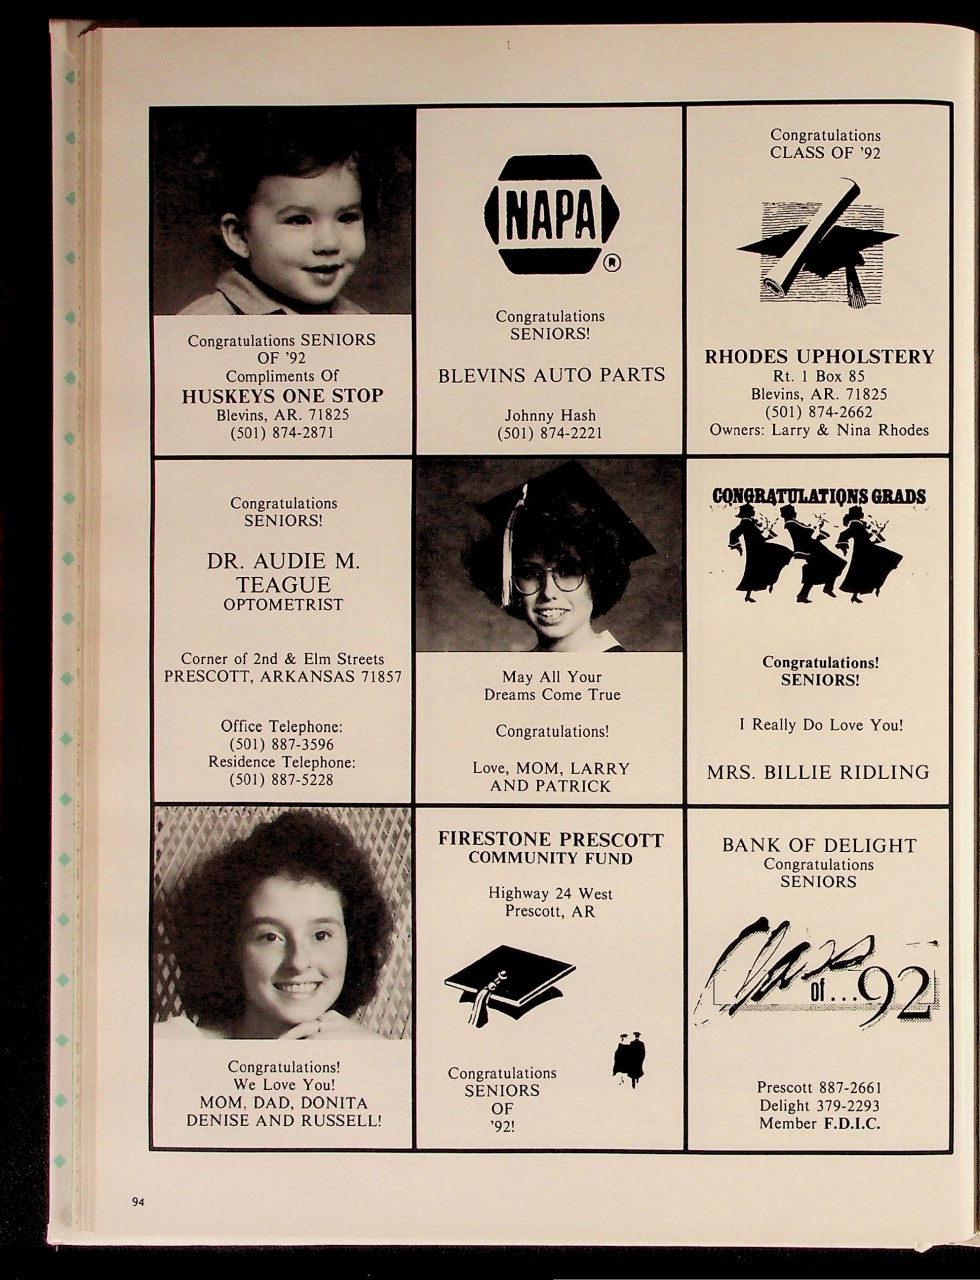 Congratulations SENIORS
OF '92
Compliments Of
HUSKEYS ONE STOP
Blevins, AR. 71825
(501) 874-2871
NAPA
®
Congratulations
SENIORS!
BLEVINS AUTO PARTS
Johnny Hash
(501) 874-2221
Congratulations
CLASS OF '92
RHODES UPHOLSTERY
Rt. 1 Box 85
Blevins, AR. 71825
(501) 874-2662
Owners: Larry & Nina Rhodes
Congratulations
SENIORS!
DR. AUDIE M.
TEAGUE
OPTOMETRIST
Corner of 2nd & Elm Streets
PRESCOTT, ARKANSAS 71857
Office Telephone:
(501) 887-3596
Residence Telephone:
(501) 887-5228
May All Your
Dreams Come True
Congratulations!
Love, MOM, LARRY
AND PATRICK
CONGRATULATIONS GRADS
Congratulations!
SENIORS!
I Really Do Love You!
MRS. BILLIE RIDLING
Congratulations!
We Love You!
MOM, DAD, DONITA
DENISE AND RUSSELL!
FIRESTONE PRESCOTT
COMMUNITY FUND
Highway 24 West
Prescott, AR
Congratulations
SENIORS
OF
'92!
BANK OF DELIGHT
Congratulations
SENIORS
Class
of...92
Prescott 887-2661
Delight 379-2293
Member F.D.I.C.
94